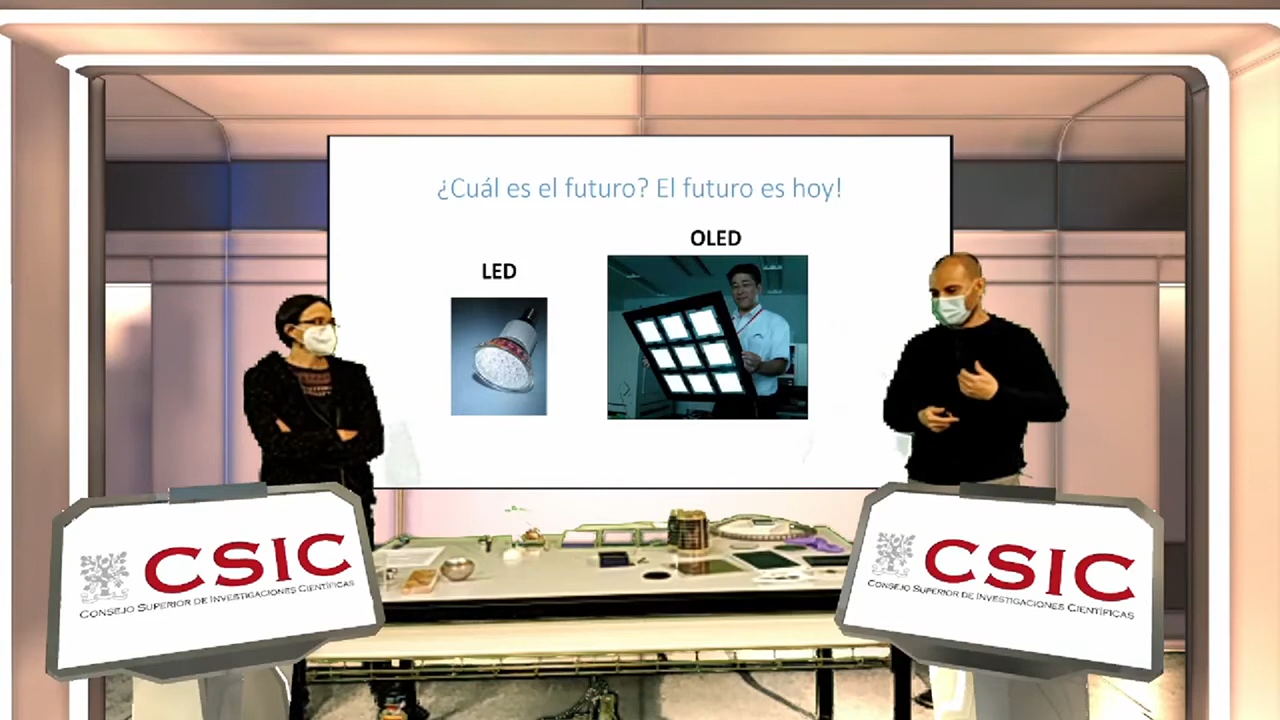 ¿Cuál es el futuro? El futuro es hoy!
OLED
LED
CSIC
CONSEJO SUPERIOR DE INVESTIGACIONES CIENTÍFICAS
CSIC
CONSEJO SUPERIOR DE INVESTIGACIONES CIENTÍFICAS